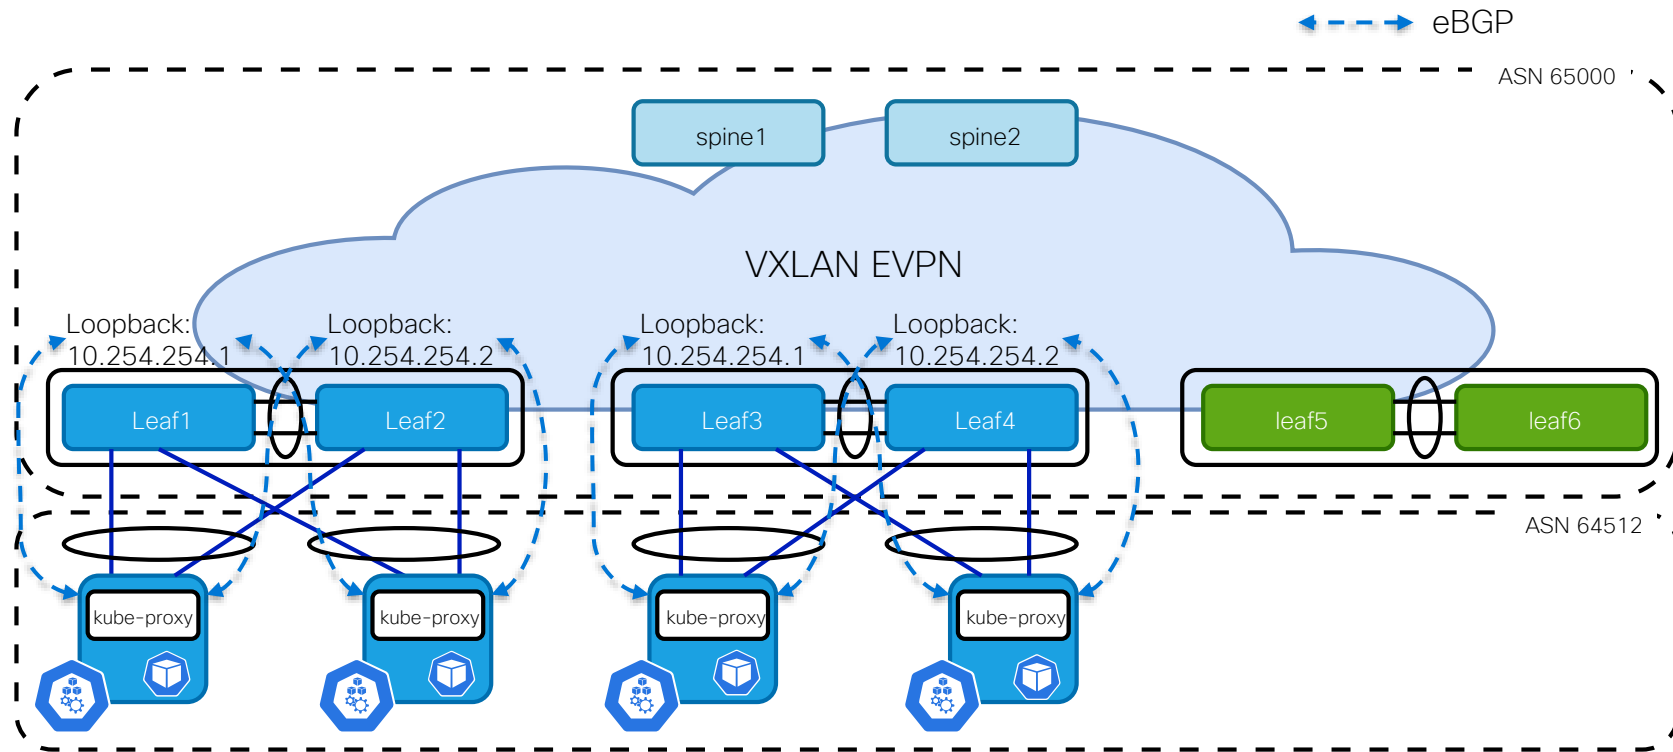 eBGP
ASN 65000
spine1
spine2
VXLAN EVPN
Loopback:
10.254.254.1
Loopback:
10.254.254.2
Loopback:
10.254.254.1
Loopback:
10.254.254.2
Leaf1
Leaf2
Leaf3
Leaf4
leaf5
leaf6
ASN 64512
kube-proxy
kube-proxy
kube-proxy
kube-proxy